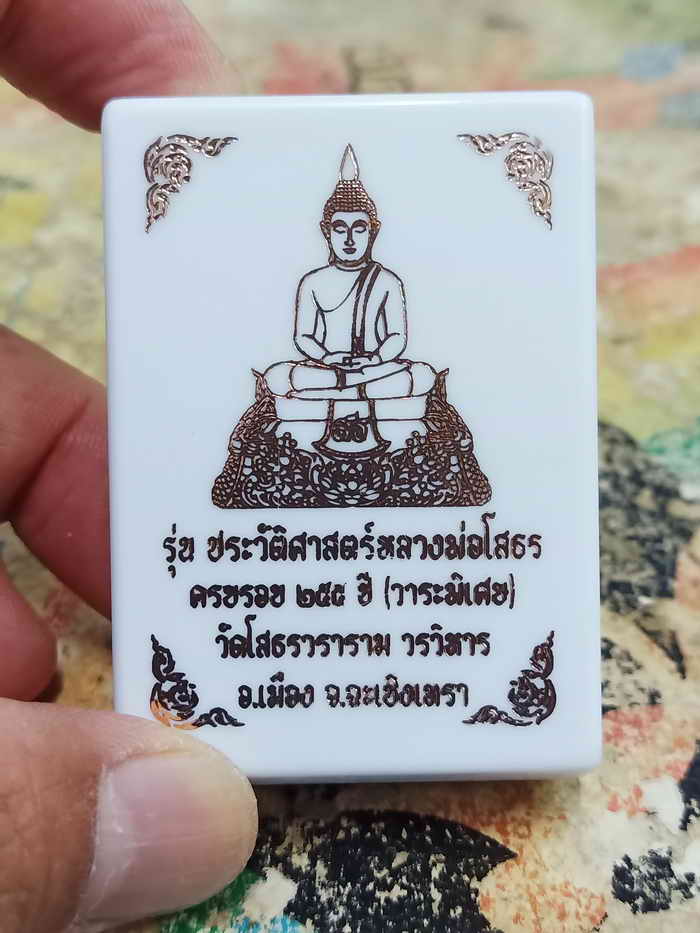 รุ่น ประวัติศาสตร์หลวงพ่อโสธร
ครบรอบ ๒๕๔ ปี (วาระพิเศษ)
วัดโสธรวราราม วรวิหาร
อ.เมือง จ.ฉะเชิงเทรา